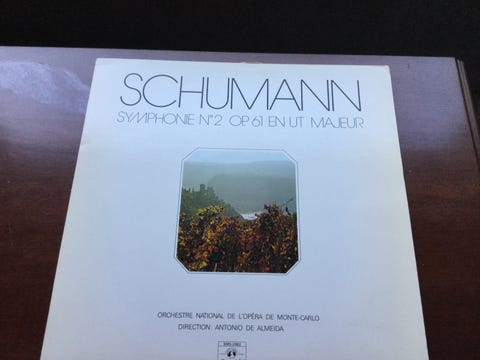 SCHUMANN
SYMPHONIE N°2 OP 61 EN UT MAJEUR
ORCHESTRE NATIONAL DE L'OPÉRA DE MONTE-CARLO
DIRECTION ANTONIO DE ALMEIDA